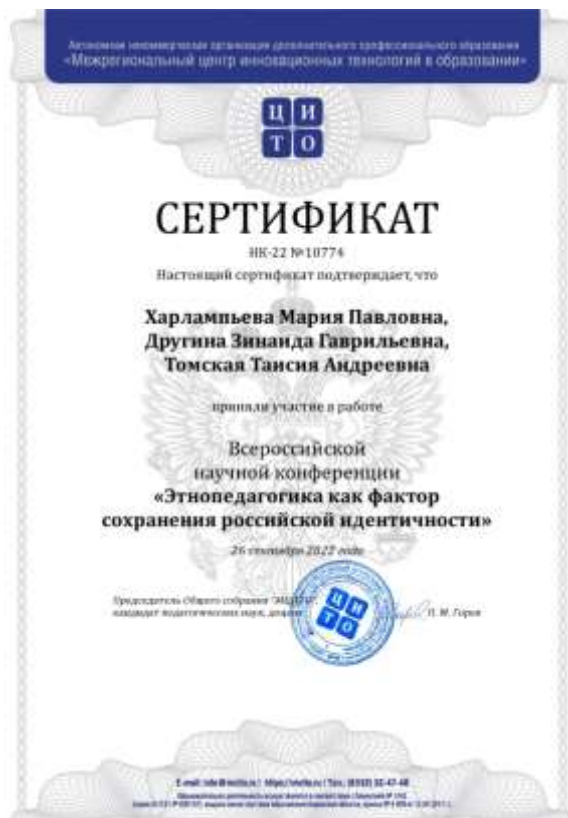 Автономная некоммерческая организация дополнительного профессионального образования
«Межрегиональный центр инновационных технологий в образовании»
Ц И
Т О
СЕРТИФИКАТ
НК-22 №10774
Настоящий сертификат подтверждает, что
Харлампьева Мария Павловна,
Другина Зинаида Гаврильевна,
Томская Таисия Андреевна
приняли участие в работе
Всероссийской
научной конференции
«Этнопедагогика как фактор
сохранения российской идентичности»
26 сентября 2022 года
Председатель Общего собрания
кандидат педагогических наук, доцент П. М. Горев
Ц И
Т О